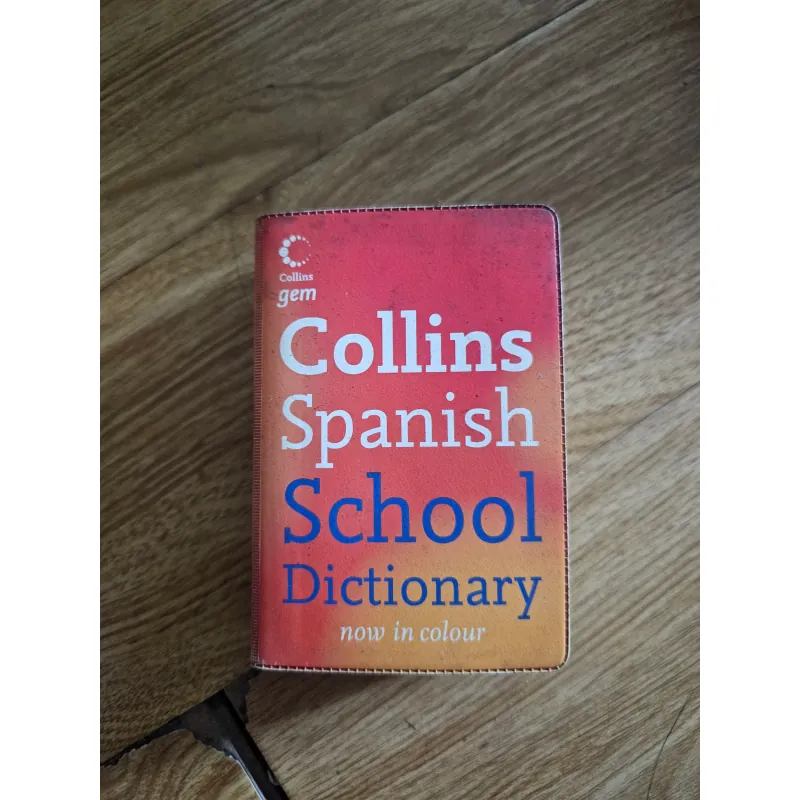 Collins
gem
Collins
Spanish
School
Dictionary
now in colour